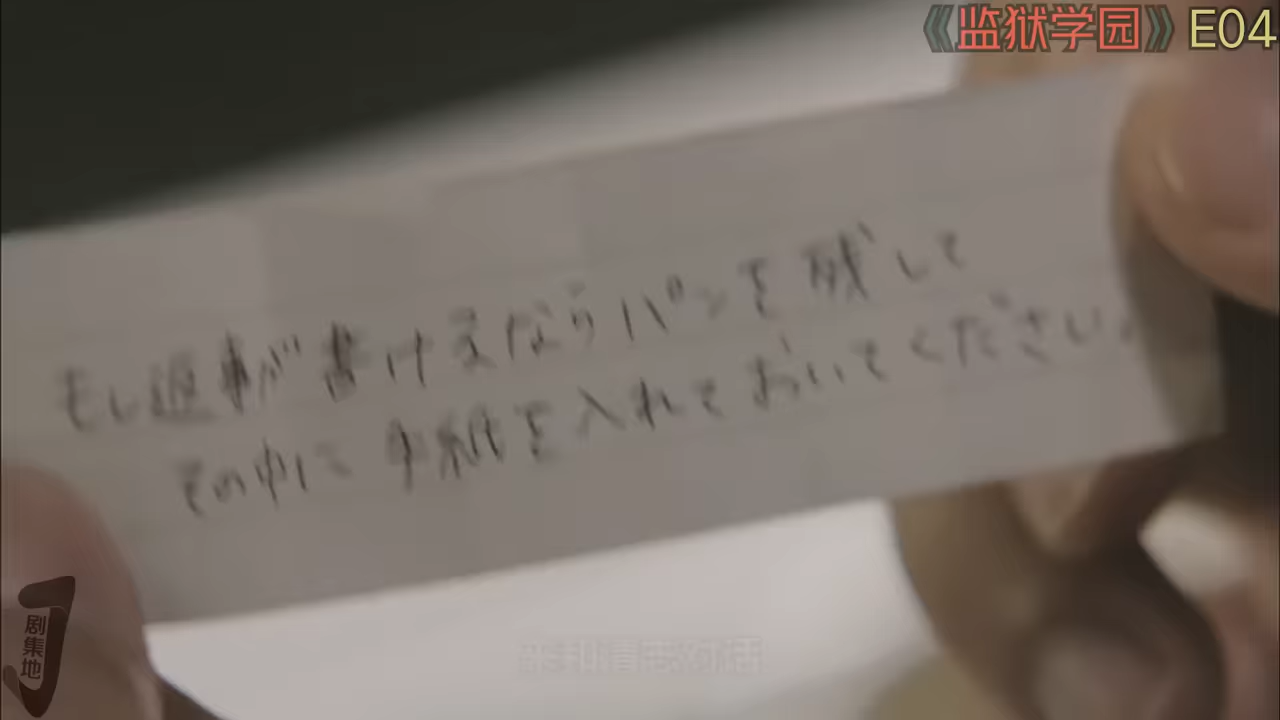 《监狱学园》E04
もし返事が書けるならパンを残して
その中に手紙を入れておいてください
剧集地